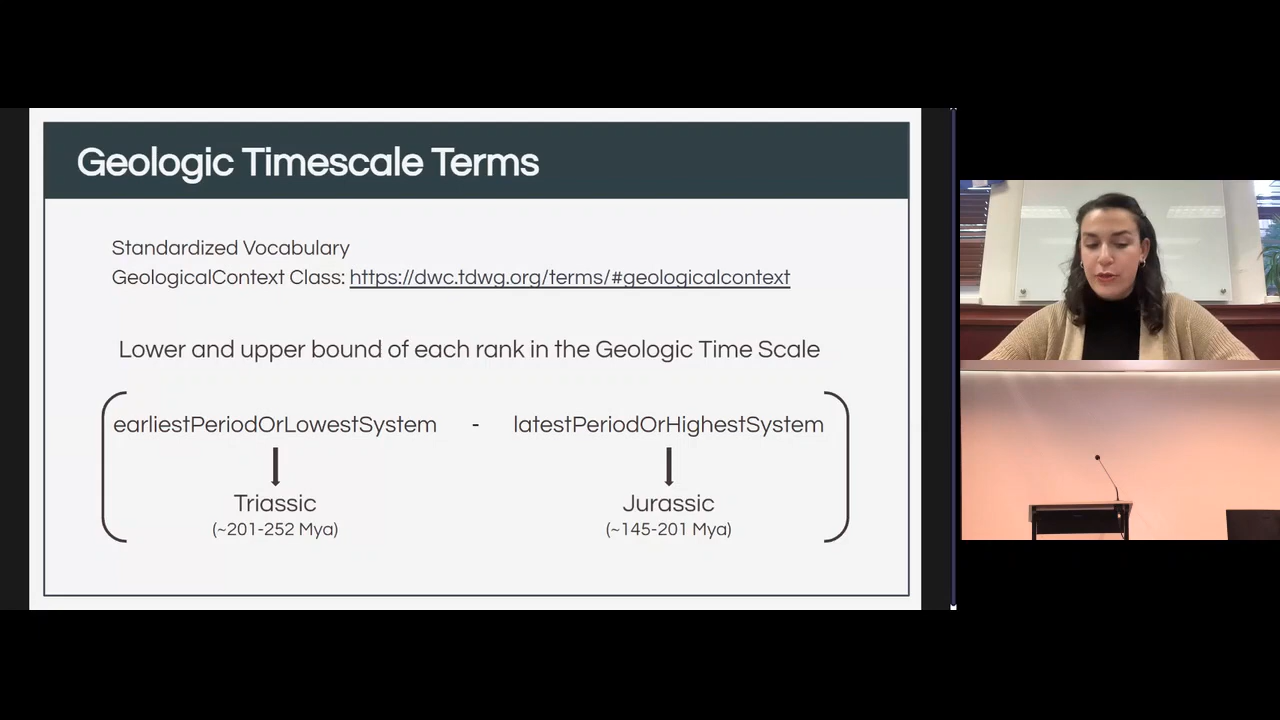 Geologic Timescale Terms
Standardized Vocabulary
GeologicalContext Class: https://dwc.tdwg.org/terms/#geologicalcontext
Lower and upper bound of each rank in the Geologic Time Scale
earliestPeriodOrLowestSystem - latestPeriodOrHighestSystem
Triassic Jurassic
(~201-252 Mya) (~145-201 Mya)